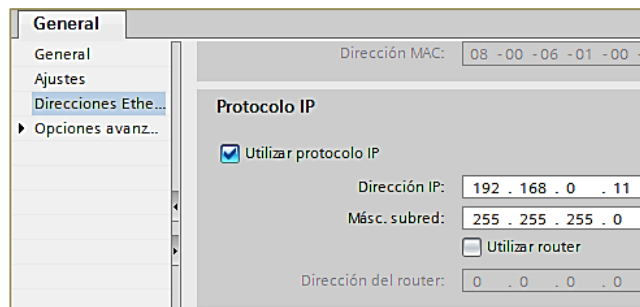 General
General
Ajustes
Direcciones Ethe...
Opciones avanz...
Dirección MAC: 08 -00 -06 -01 -00 -
Protocolo IP
Utilizar protocolo IP
Dirección IP: 192 . 168 . 0 . 11
Másc. subred: 255 . 255 . 255 . 0
Utilizar router
Dirección del router: 0 . 0 . 0 . 0